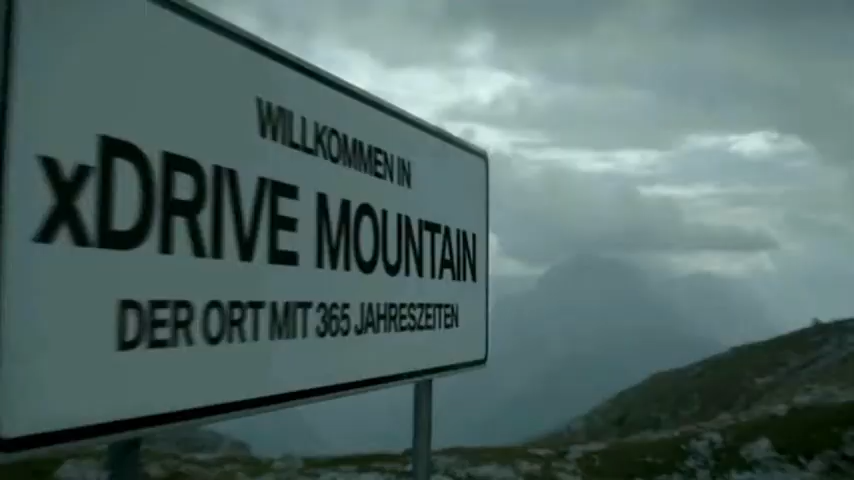 WILLKOMMEN IN
xDRIVE MOUNTAIN
DER ORT MIT 365 JAHRESZEITEN